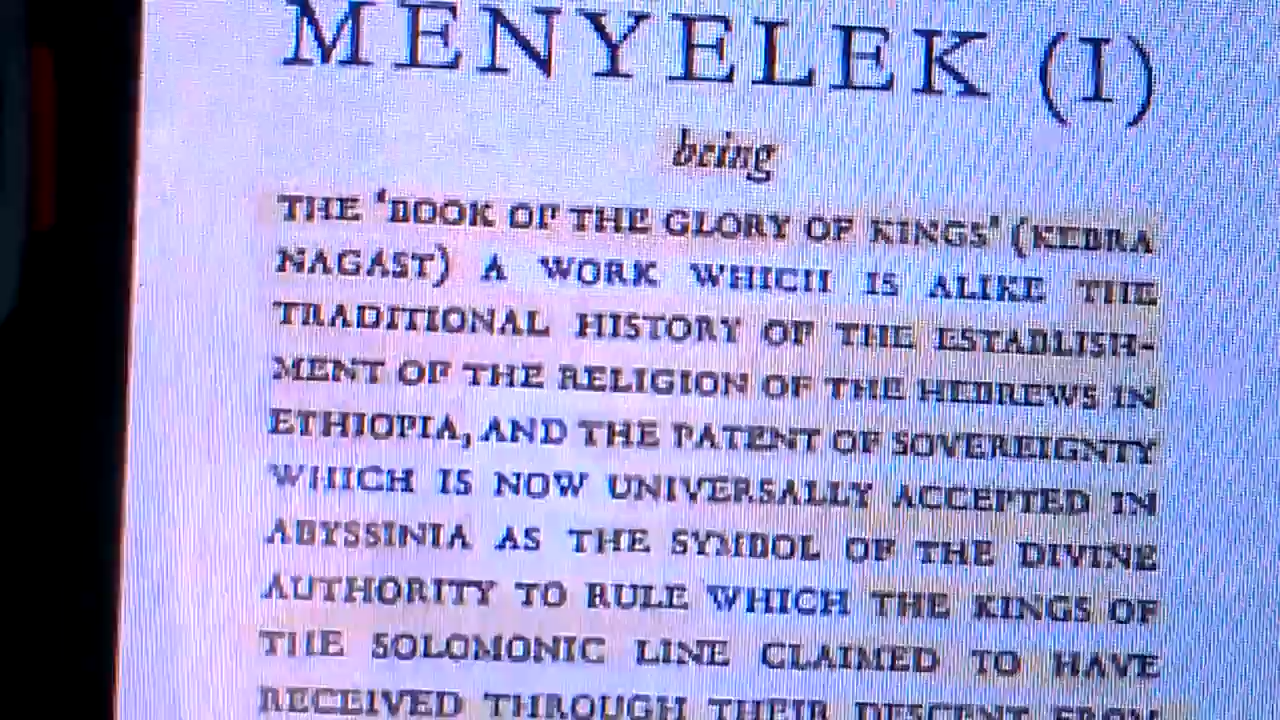 MENYELEK (I)
being
THE 'BOOK OF THE GLORY OF KINGS' (KEBRA
NAGAST) A WORK WHICH IS ALIKE THE
TRADITIONAL HISTORY OF THE ESTABLISH-
MENT OF THE RELIGION OF THE HEBREWS IN
ETHIOPIA, AND THE PATENT OF SOVEREIGNTY
WHICH IS NOW UNIVERSALLY ACCEPTED IN
ABYSSINIA AS THE SYMBOL OF THE DIVINE
AUTHORITY TO RULE WHICH THE KINGS OF
THE SOLOMONIC LINE CLAIMED TO HAVE
RECEIVED THROUGH THEIR DESCENT FROM